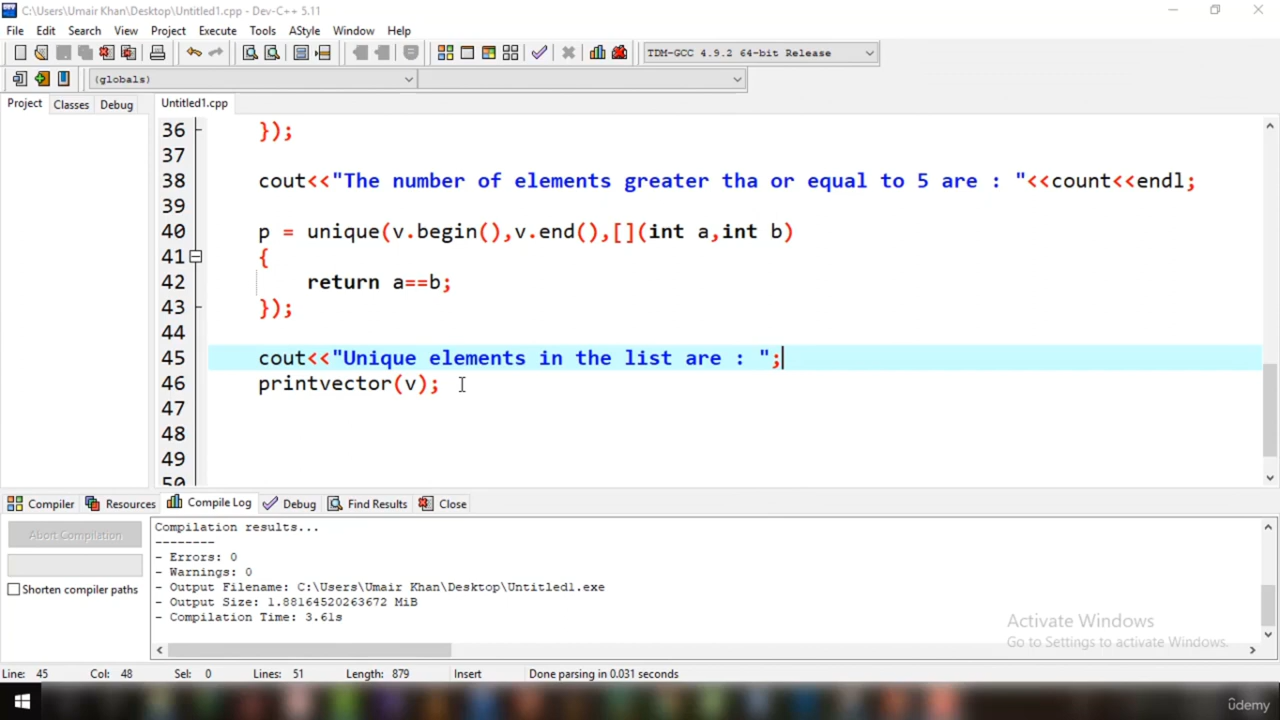 C:\Users\Umair Khan\Desktop\Untitled1.cpp - Dev-C++ 5.11
File Edit Search View Project Execute Tools AStyle Window Help
TDM-GCC 4.9.2 64-bit Release
(globals)
Project Classes Debug Untitled1.cpp
36 });
37
38 cout<<"The number of elements greater tha or equal to 5 are : "<<count<<endl;
39
40 p = unique(v.begin(),v.end(),[](int a,int b)
41 {
42 return a==b;
43 });
44
45 cout<<"Unique elements in the list are : ";
46 printvector(v);
47
48
49
50
Compiler Resources Compile Log Debug Find Results Close
Abort Compilation
Shorten compiler paths
Compilation results...
--------
- Errors: 0
- Warnings: 0
- Output Filename: C:\Users\Umair Khan\Desktop\Untitled1.exe
- Output Size: 1.88164520263672 MiB
- Compilation Time: 3.61s
Activate Windows
Go to Settings to activate Windows.
Line: 45 Col: 48 Sel: 0 Lines: 51 Length: 879 Insert Done parsing in 0.031 seconds
ûdemy